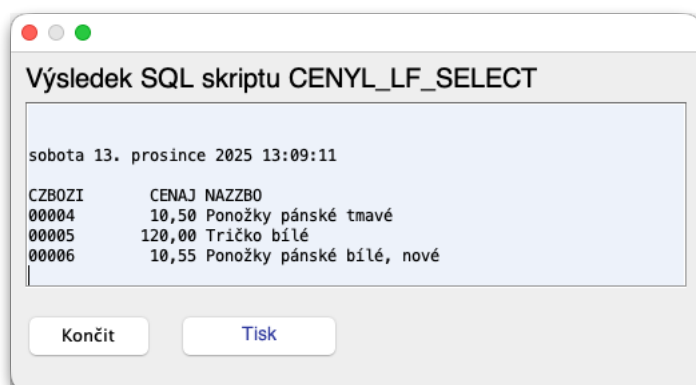 Výsledek SQL skriptu CENYL_LF_SELECT
sobota 13. prosince 2025 13:09:11
CZBOZI CENAJ NAZZBO
00004 10,50 Ponožky pánské tmavé
00005 120,00 Tričko bílé
00006 10,55 Ponožky pánské bílé, nové
Končit Tisk